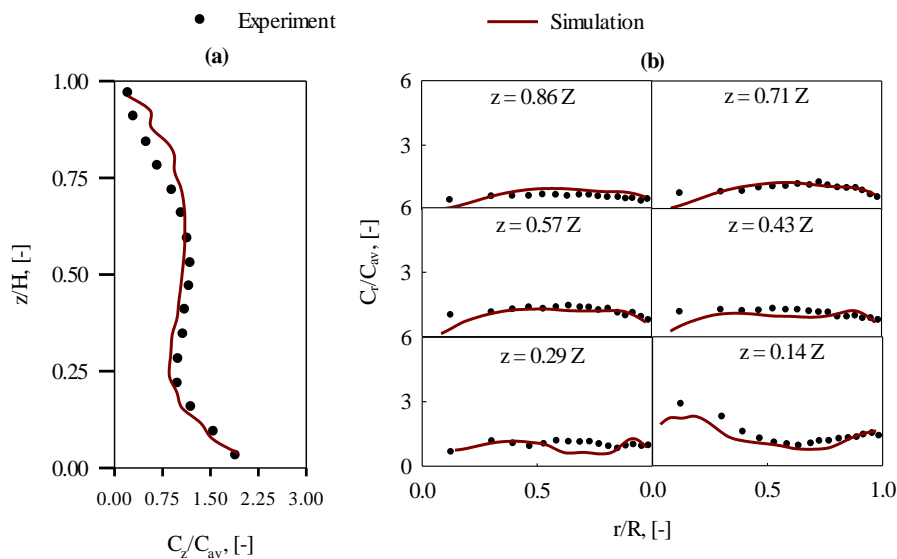 Experiment
Simulation
(a)
(b)
1.00
0.75
0.50
0.25
0.00
z/H, [-]
0.00 0.75 1.50 2.25 3.00
C_z/C_av, [-]
6
3
6
3
6
3
0
C_r/C_av, [-]
z = 0.86 Z
z = 0.71 Z
z = 0.57 Z
z = 0.43 Z
z = 0.29 Z
z = 0.14 Z
0.0 0.5 0.0 0.5 1.0
r/R, [-]